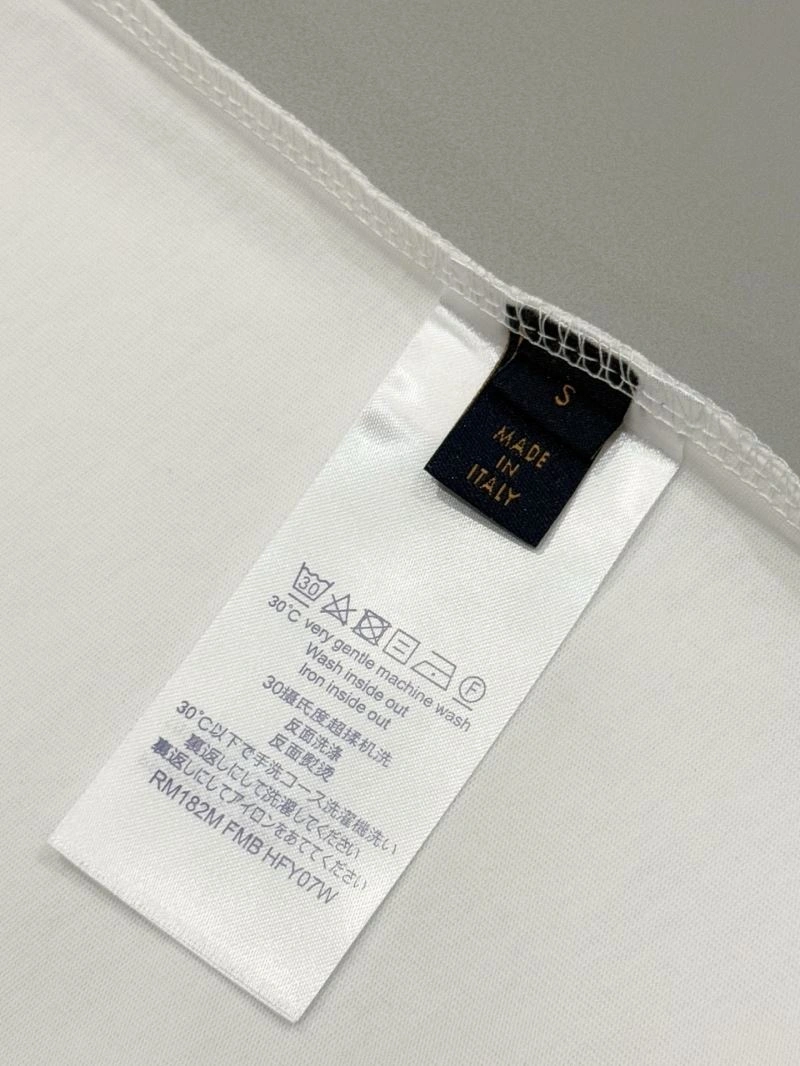 S
MADE
IN
ITALY
30
F
30°C very gentle machine wash
Wash inside out
Iron inside out
30攝氏度超揉机洗
反面洗涤
反面熨烫
30℃以下で手洗コース洗濯機洗い
裏返しにして洗濯してください
裏返しにしてアイロンをあててください
RM182M FMB HFY07W